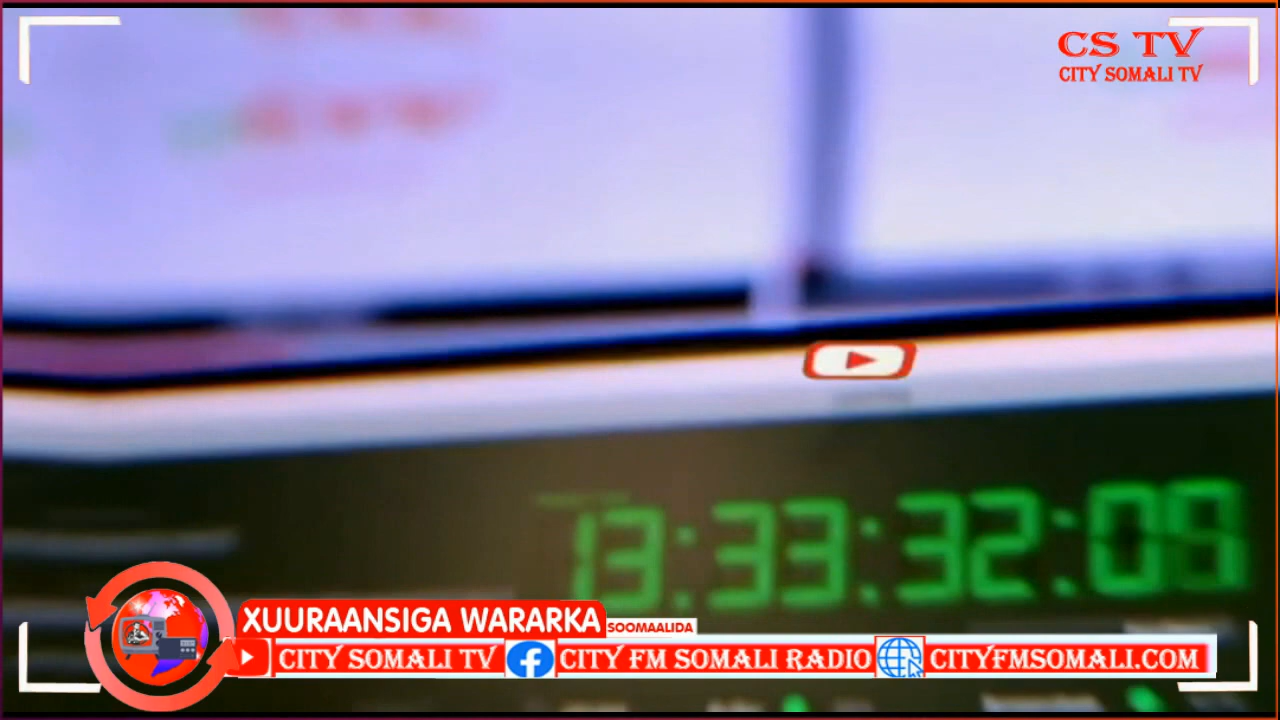 CS TV
CITY SOMALI TV
13:33:32:09
XUURAANSIGA WARARKA
SOOMAALIDA
CITY SOMALI TV CITY FM SOMALI RADIO CITYFMSOMALI.COM